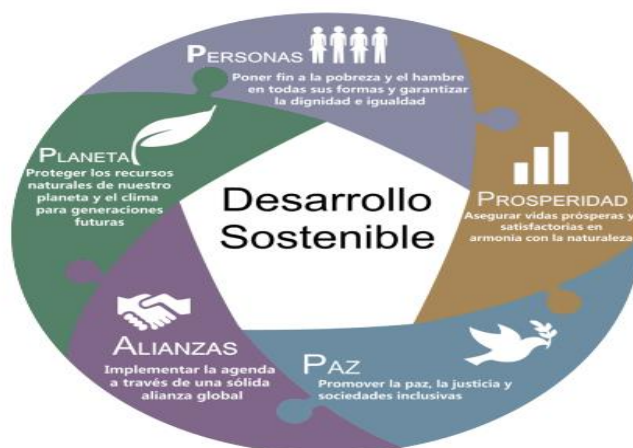 PERSONAS
Poner fin a la pobreza y el hambre
en todas sus formas y garantizar
la dignidad e igualdad
PROSPERIDAD
Asegurar vidas prósperas y
satisfactorias en
armonía con la naturaleza
PAZ
Promover la paz, la justicia y
sociedades inclusivas
ALIANZAS
Implementar la agenda
a través de una sólida
alianza global
PLANETA
Proteger los recursos
naturales de nuestro
planeta y el clima
para generaciones
futuras
Desarrollo
Sostenible